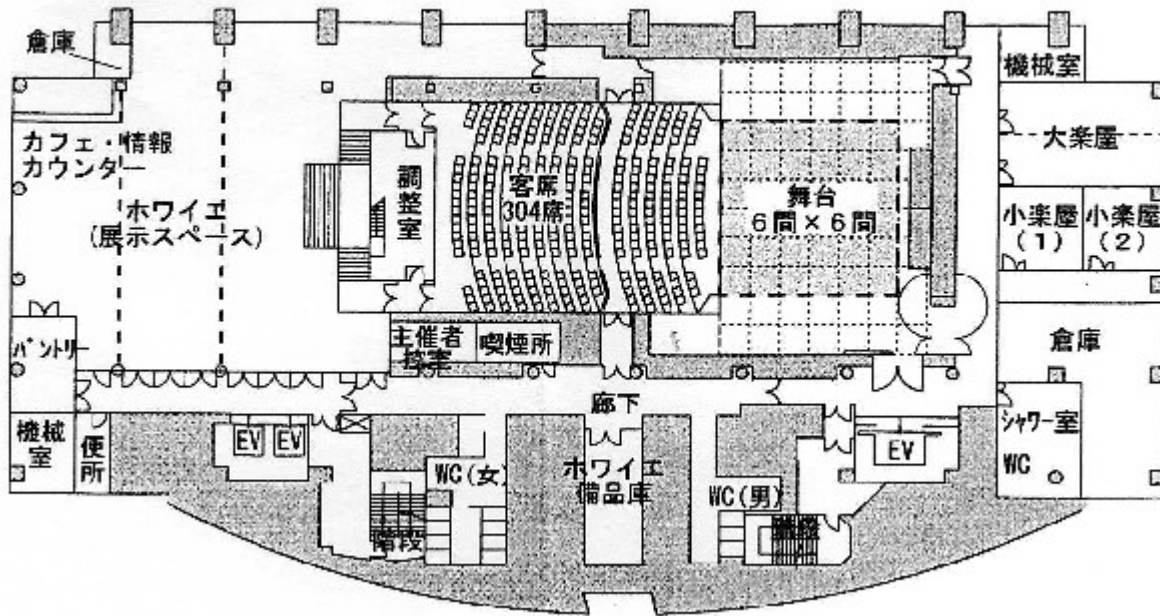 倉庫
カフェ・情報
カウンター
ホワイエ
(展示スペース)
調整室
客席
304席
舞台
6間×6間
機械室
大楽屋
小楽屋
(1)
小楽屋
(2)
パントリ
主催者
控室
喫煙所
倉庫
廊下
機械室
便所
EV
EV
WC(女)
ホワイエ
備品庫
WC(男)
EV
シャワー室
WC
階段
階段